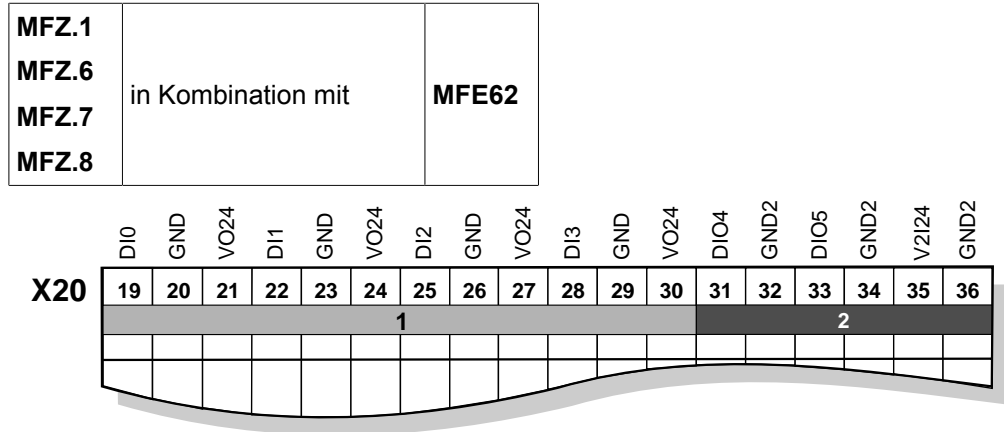 MFZ.1
MFZ.6
MFZ.7
MFZ.8
in Kombination mit
MFE62
DI0 GND VO24 DI1 GND VO24 DI2 GND VO24 DI3 GND VO24 DIO4 GND2 DIO5 GND2 V2I24 GND2
X20 19 20 21 22 23 24 25 26 27 28 29 30 31 32 33 34 35 36
1 2